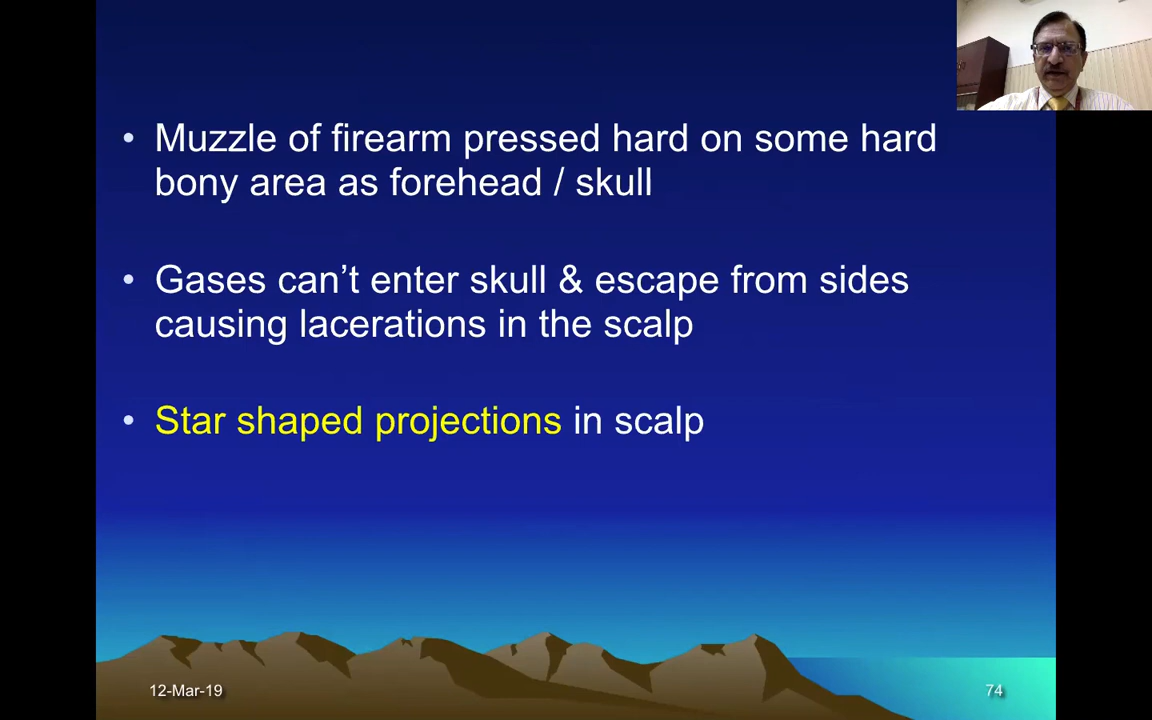 • Muzzle of firearm pressed hard on some hard
bony area as forehead / skull
• Gases can’t enter skull & escape from sides
causing lacerations in the scalp
• Star shaped projections in scalp
12-Mar-19
74